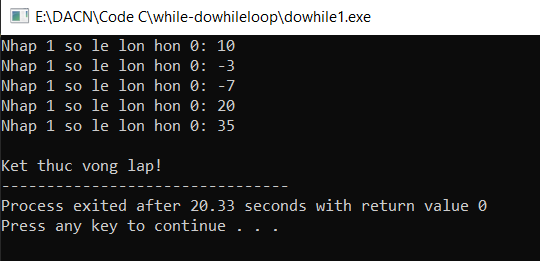 E:\DACN\Code C\while-dowhileloop\dowhile1.exe
Nhap 1 so le lon hon 0: 10
Nhap 1 so le lon hon 0: -3
Nhap 1 so le lon hon 0: -7
Nhap 1 so le lon hon 0: 20
Nhap 1 so le lon hon 0: 35
Ket thuc vong lap!
--------------------------------
Process exited after 20.33 seconds with return value 0
Press any key to continue . . .